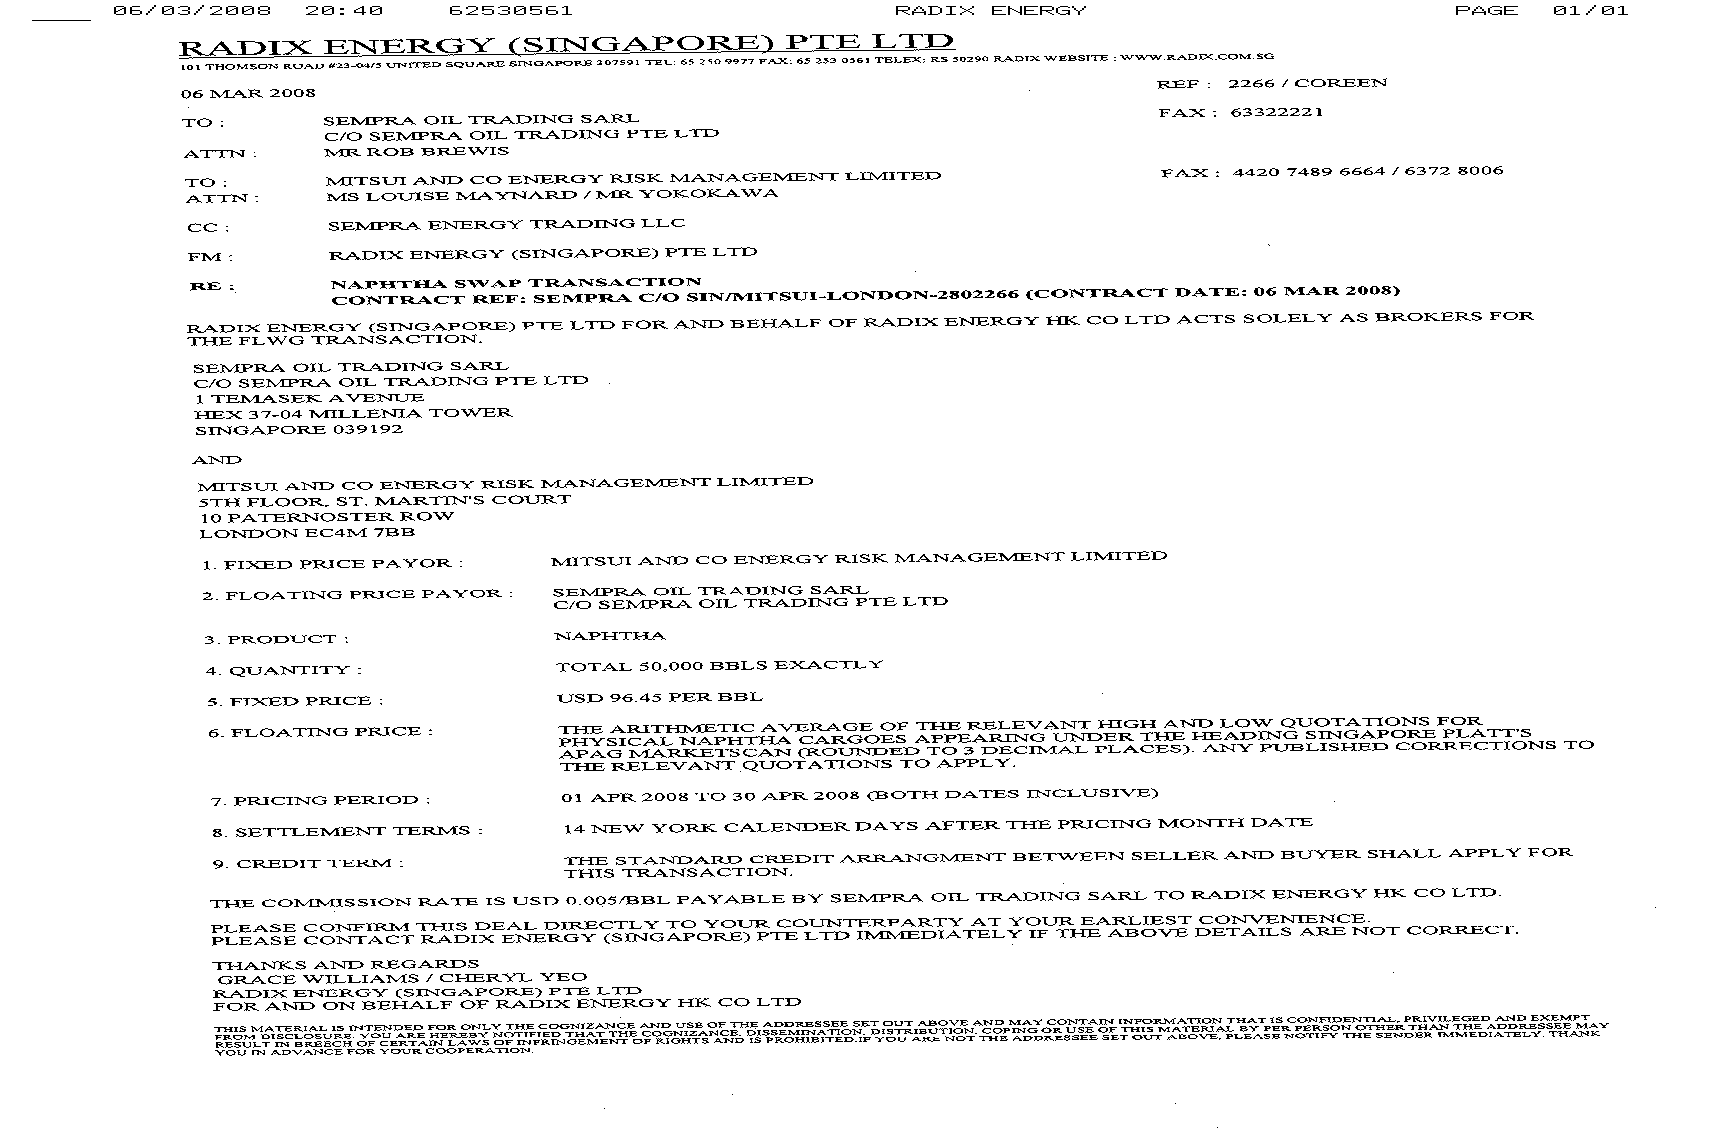 06/03/2008 20:40 62530561 RADIX ENERGY PAGE 01/01
RADIX ENERGY (SINGAPORE) PTE LTD
101 THOMSON ROAD #23-04/5 UNITED SQUARE SINGAPORE 307591 TEL: 65 250 9977 FAX: 65 253 0561 TELEX: RS 50290 RADIX WEBSITE : WWW.RADIX.COM.SG
06 MAR 2008 REF : 2266 / COREEN
TO : SEMPRA OIL TRADING SARL FAX : 63322221
C/O SEMPRA OIL TRADING PTE LTD
ATTN : MR ROB BREWIS
TO : MITSUI AND CO ENERGY RISK MANAGEMENT LIMITED FAX : 4420 7489 6664 / 6372 8006
ATTN : MS LOUISE MAYNARD / MR YOKOKAWA
CC : SEMPRA ENERGY TRADING LLC
FM : RADIX ENERGY (SINGAPORE) PTE LTD
RE : NAPHTHA SWAP TRANSACTION
CONTRACT REF: SEMPRA C/O SIN/MITSUI-LONDON-2802266 (CONTRACT DATE: 06 MAR 2008)
RADIX ENERGY (SINGAPORE) PTE LTD FOR AND BEHALF OF RADIX ENERGY HK CO LTD ACTS SOLELY AS BROKERS FOR
THE FLWG TRANSACTION.
SEMPRA OIL TRADING SARL
C/O SEMPRA OIL TRADING PTE LTD
1 TEMASEK AVENUE
HEX 37-04 MILLENIA TOWER
SINGAPORE 039192
AND
MITSUI AND CO ENERGY RISK MANAGEMENT LIMITED
5TH FLOOR, ST. MARTIN'S COURT
10 PATERNOSTER ROW
LONDON EC4M 7BB
1. FIXED PRICE PAYOR : MITSUI AND CO ENERGY RISK MANAGEMENT LIMITED
2. FLOATING PRICE PAYOR : SEMPRA OIL TRADING SARL
C/O SEMPRA OIL TRADING PTE LTD
3. PRODUCT : NAPHTHA
4. QUANTITY : TOTAL 50,000 BBLS EXACTLY
5. FIXED PRICE : USD 96.45 PER BBL
6. FLOATING PRICE : THE ARITHMETIC AVERAGE OF THE RELEVANT HIGH AND LOW QUOTATIONS FOR
PHYSICAL NAPHTHA CARGOES APPEARING UNDER THE HEADING SINGAPORE PLATT'S
APAG MARKETSCAN (ROUNDED TO 3 DECIMAL PLACES). ANY PUBLISHED CORRECTIONS TO
THE RELEVANT QUOTATIONS TO APPLY.
7. PRICING PERIOD : 01 APR 2008 TO 30 APR 2008 (BOTH DATES INCLUSIVE)
8. SETTLEMENT TERMS : 14 NEW YORK CALENDER DAYS AFTER THE PRICING MONTH DATE
9. CREDIT TERM : THE STANDARD CREDIT ARRANGMENT BETWEEN SELLER AND BUYER SHALL APPLY FOR
THIS TRANSACTION.
THE COMMISSION RATE IS USD 0.005/BBL PAYABLE BY SEMPRA OIL TRADING SARL TO RADIX ENERGY HK CO LTD.
PLEASE CONFIRM THIS DEAL DIRECTLY TO YOUR COUNTERPARTY AT YOUR EARLIEST CONVENIENCE.
PLEASE CONTACT RADIX ENERGY (SINGAPORE) PTE LTD IMMEDIATELY IF THE ABOVE DETAILS ARE NOT CORRECT.
THANKS AND REGARDS
GRACE WILLIAMS / CHERYL YEO
RADIX ENERGY (SINGAPORE) PTE LTD
FOR AND ON BEHALF OF RADIX ENERGY HK CO LTD
THIS MATERIAL IS INTENDED FOR ONLY THE COGNIZANCE AND USE OF THE ADDRESSEE SET OUT ABOVE AND MAY CONTAIN INFORMATION THAT IS CONFIDENTIAL, PRIVILEGED AND EXEMPT
FROM DISCLOSURE. YOU ARE HEREBY NOTIFIED THAT THE COGNIZANCE, DISSEMINATION, DISTRIBUTION, COPING OR USE OF THIS MATERIAL BY PER PERSON OTHER THAN THE ADDRESSEE MAY
RESULT IN BREECH OF CERTAIN LAWS OF INFRINGEMENT OF RIGHTS AND IS PROHIBITED.IF YOU ARE NOT THE ADDRESSEE SET OUT ABOVE, PLEASE NOTIFY THE SENDER IMMEDIATELY. THANK
YOU IN ADVANCE FOR YOUR COOPERATION.